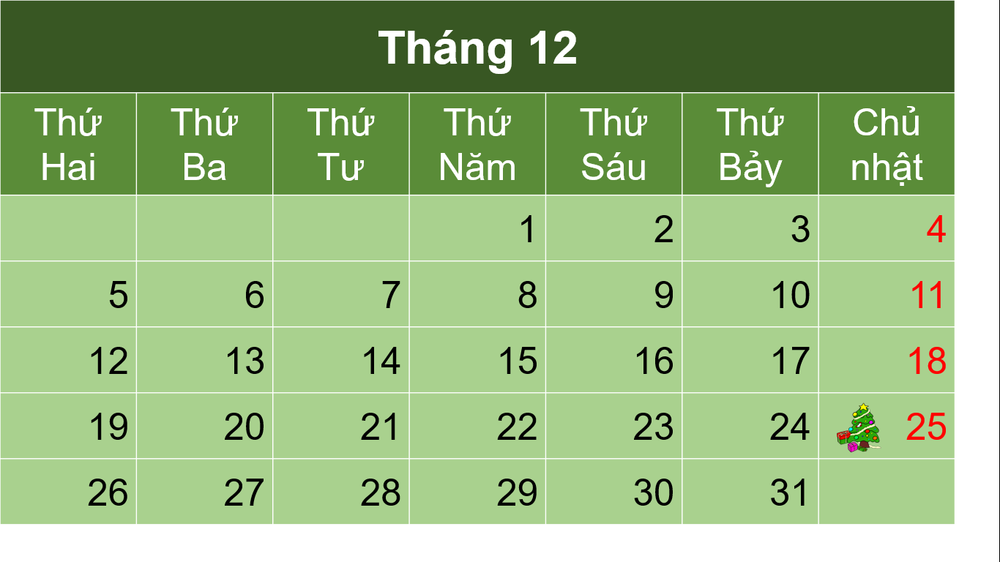 Tháng 12
Thứ Hai Thứ Ba Thứ Tư Thứ Năm Thứ Sáu Thứ Bảy Chủ nhật
1 2 3 4
5 6 7 8 9 10 11
12 13 14 15 16 17 18
19 20 21 22 23 24 25
26 27 28 29 30 31